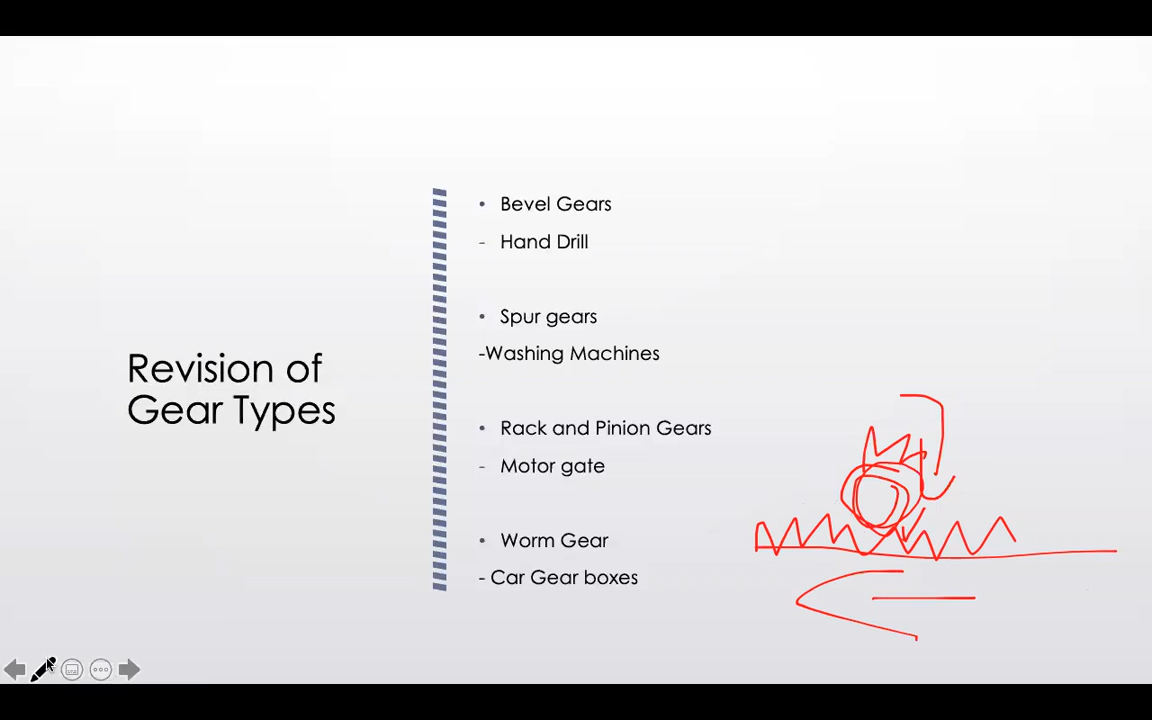 Revision of
Gear Types
• Bevel Gears
- Hand Drill
• Spur gears
-Washing Machines
• Rack and Pinion Gears
- Motor gate
• Worm Gear
- Car Gear boxes